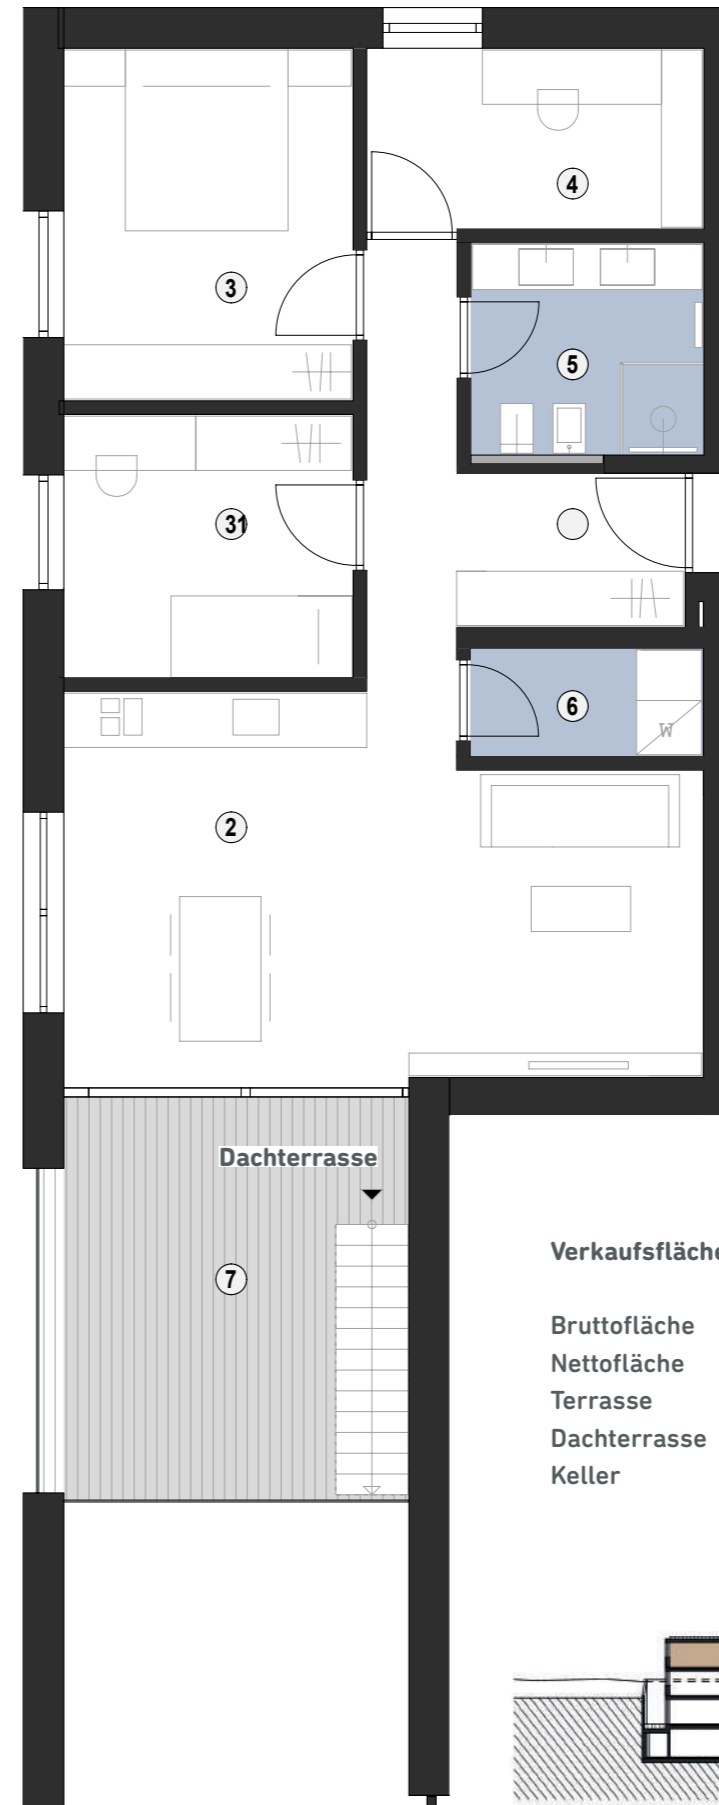 4
3
5
31
6
W
2
Dachterrasse
7
Verkaufsfläche
Bruttofläche
Nettofläche
Terrasse
Dachterrasse
Keller